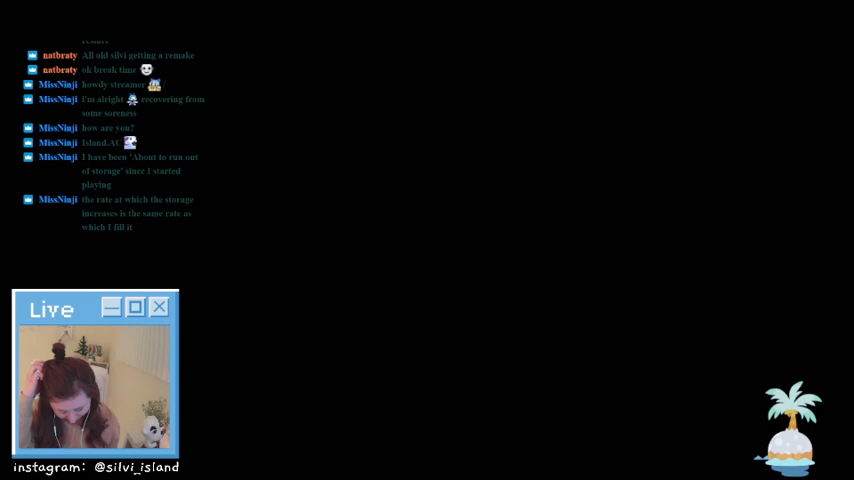 natbraty All old silvi getting a remake
natbraty ok break time
MissNinji howdy streamer
MissNinji i'm alright recovering from
some soreness
MissNinji how are you?
MissNinji Island.AC
MissNinji I have been 'About to run out
of storage' since I started
playing
MissNinji the rate at which the storage
increases is the same rate as
which I fill it
Live
instagram: @silvi_island